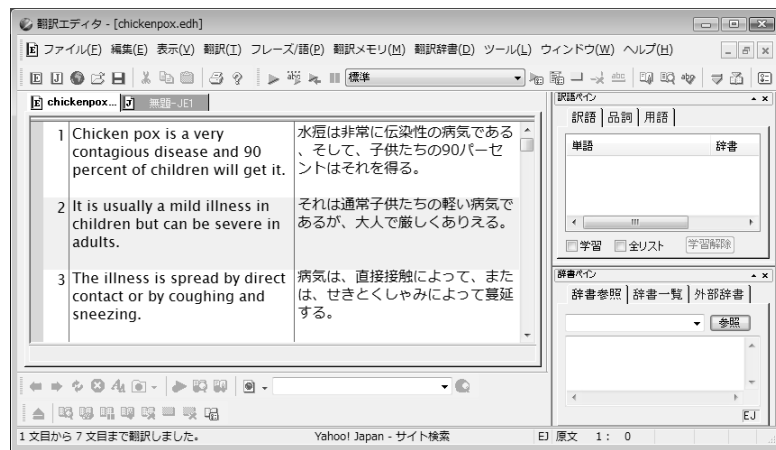 翻訳エディタ - [chickenpox.edh]
ファイル(F) 編集(E) 表示(V) 翻訳(T) フレーズ/語(P) 翻訳メモリ(M) 翻訳辞書(D) ツール(L) ウィンドウ(W) ヘルプ(H)
E J 標準
chickenpox... 無題-JE1
1 Chicken pox is a very
contagious disease and 90
percent of children will get it.
水痘は非常に伝染性の病気である
、そして、子供たちの90パーセ
ントはそれを得る。
2 It is usually a mild illness in
children but can be severe in
adults.
それは通常子供たちの軽い病気で
あるが、大人で厳しくありえる。
3 The illness is spread by direct
contact or by coughing and
sneezing.
病気は、直接接触によって、また
は、せきとくしゃみによって蔓延
する。
訳語ペイン
訳語 品詞 用語
単語 辞書
学習 全リスト 学習解除
辞書ペイン
辞書参照 辞書一覧 外部辞書
参照
EJ
1 文目から 7 文目まで翻訳しました。 Yahoo! Japan - サイト検索 EJ 原文 1: 0